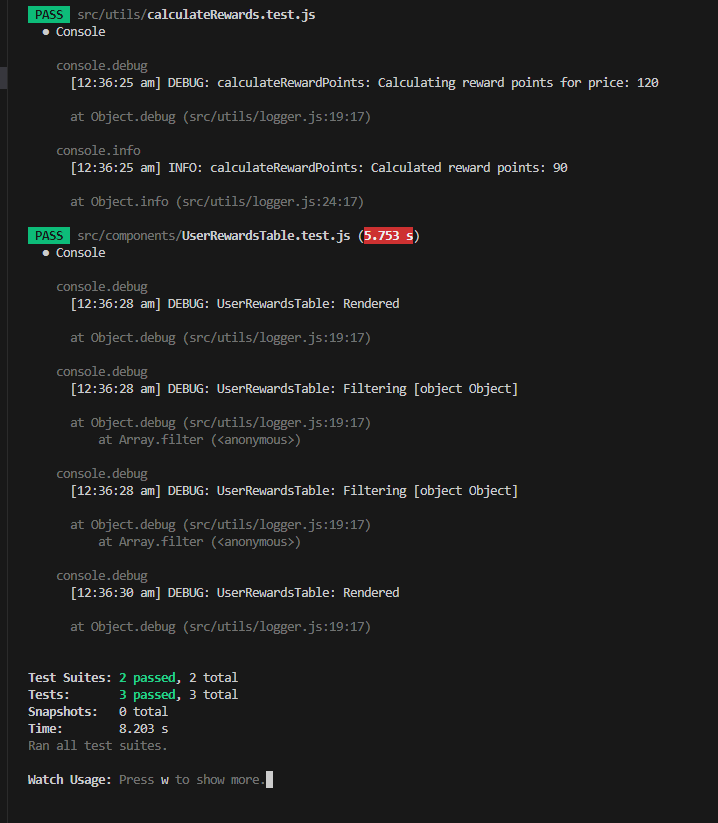 PASS src/utils/calculateRewards.test.js
● Console
console.debug
[12:36:25 am] DEBUG: calculateRewardPoints: Calculating reward points for price: 120
at Object.debug (src/utils/logger.js:19:17)
console.info
[12:36:25 am] INFO: calculateRewardPoints: Calculated reward points: 90
at Object.info (src/utils/logger.js:24:17)
PASS src/components/UserRewardsTable.test.js (5.753 s)
● Console
console.debug
[12:36:28 am] DEBUG: UserRewardsTable: Rendered
at Object.debug (src/utils/logger.js:19:17)
console.debug
[12:36:28 am] DEBUG: UserRewardsTable: Filtering [object Object]
at Object.debug (src/utils/logger.js:19:17)
at Array.filter (<anonymous>)
console.debug
[12:36:28 am] DEBUG: UserRewardsTable: Filtering [object Object]
at Object.debug (src/utils/logger.js:19:17)
at Array.filter (<anonymous>)
console.debug
[12:36:30 am] DEBUG: UserRewardsTable: Rendered
at Object.debug (src/utils/logger.js:19:17)
Test Suites: 2 passed, 2 total
Tests: 3 passed, 3 total
Snapshots: 0 total
Time: 8.203 s
Ran all test suites.
Watch Usage: Press w to show more.